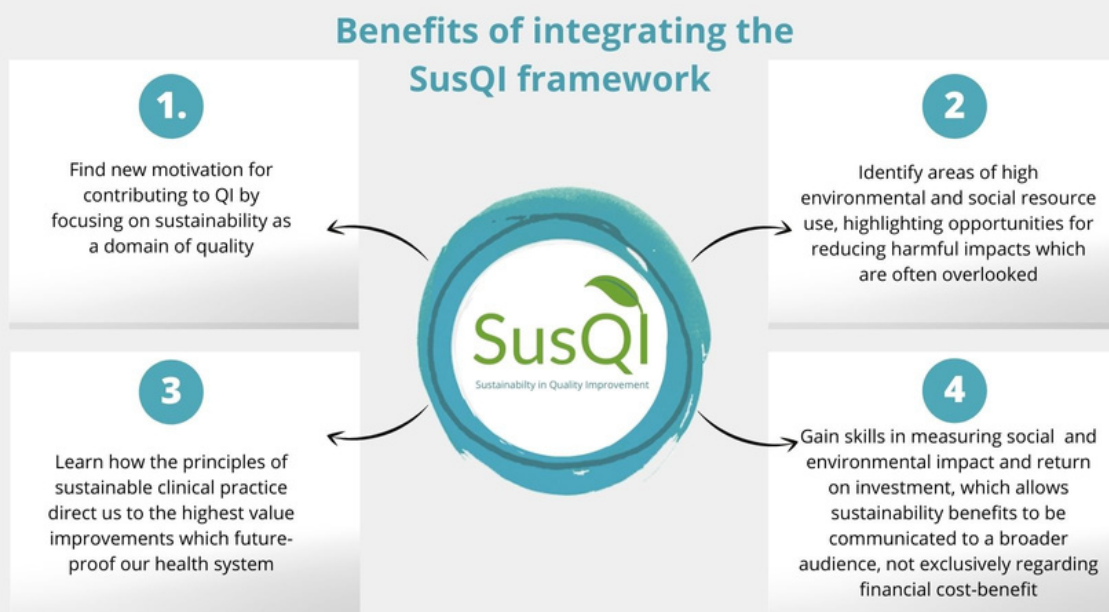 Benefits of integrating the
SusQI framework
1.
Find new motivation for
contributing to QI by
focusing on sustainability as
a domain of quality
2
Identify areas of high
environmental and social resource
use, highlighting opportunities for
reducing harmful impacts which
are often overlooked
SusQI
Sustainabilty in Quality Improvement
3
Learn how the principles of
sustainable clinical practice
direct us to the highest value
improvements which future-
proof our health system
4
Gain skills in measuring social and
environmental impact and return
on investment, which allows
sustainability benefits to be
communicated to a broader
audience, not exclusively regarding
financial cost-benefit